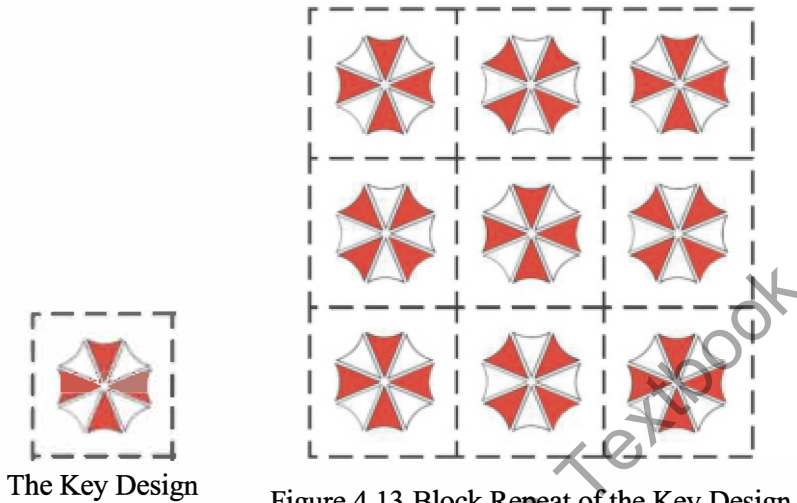 Textbook
The Key Design
Figure 4.13 Block Repeat of the Key Design